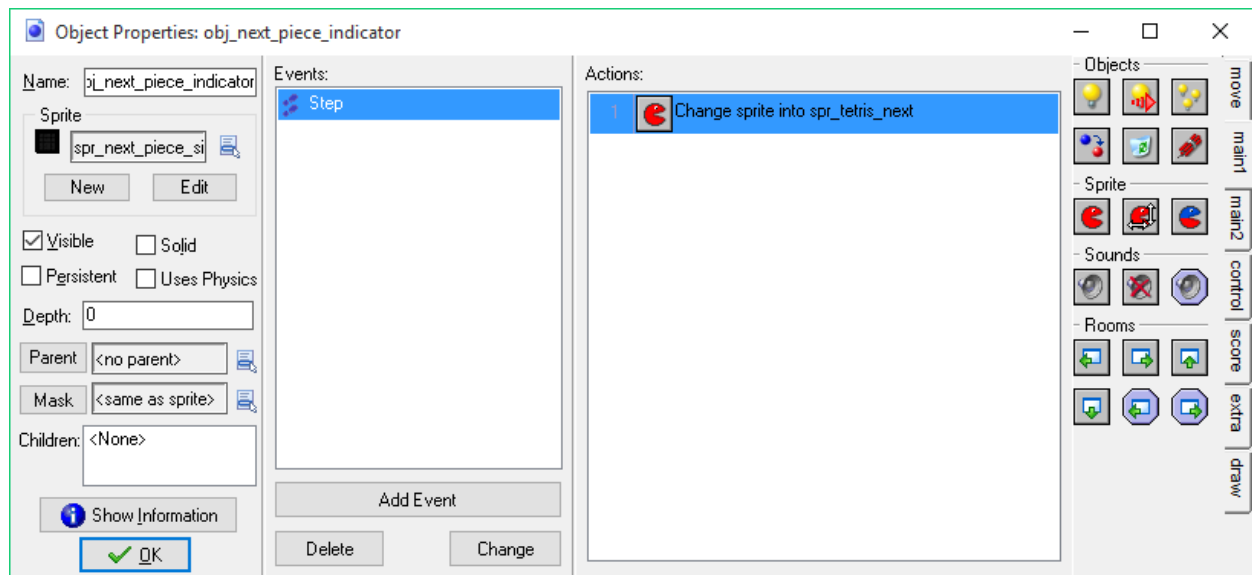 Object Properties: obj_next_piece_indicator
Name: oj_next_piece_indicator
Sprite
spr_next_piece_si
New Edit
Visible Solid
Persistent Uses Physics
Depth: 0
Parent <no parent>
Mask <same as sprite>
Children: <None>
Show Information
OK
Events:
Step
Add Event
Delete Change
Actions:
1 Change sprite into spr_tetris_next
Objects
Sprite
Sounds
Rooms
move
main1
main2
control
score
extra
draw